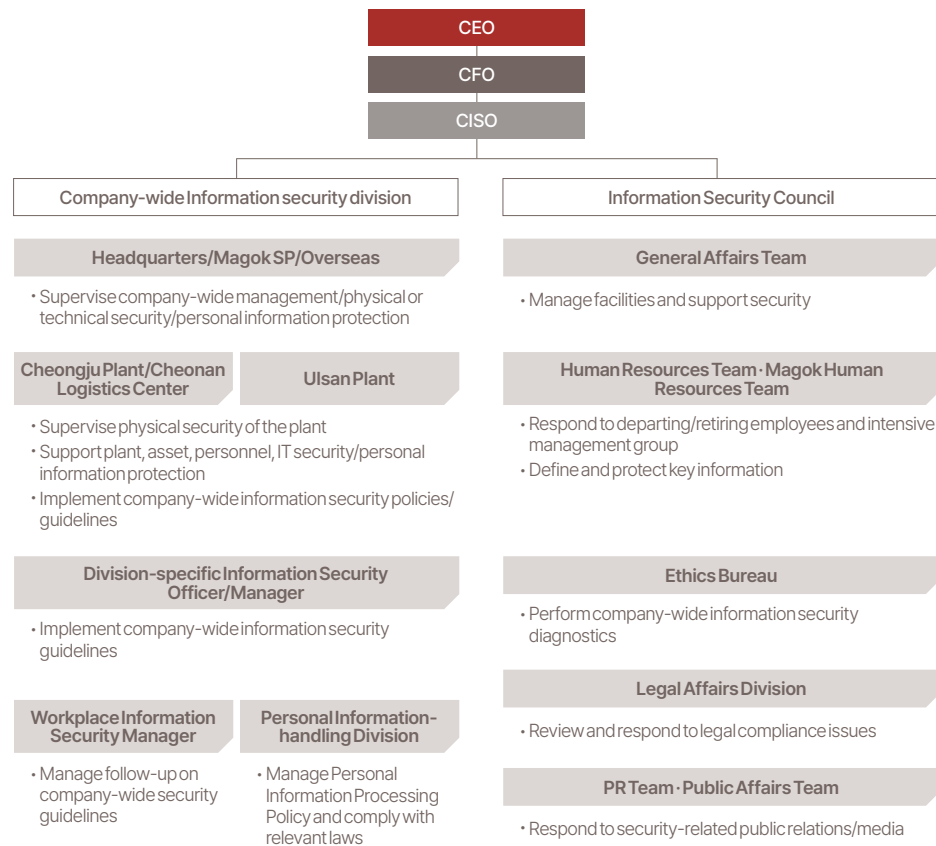 CEO
CFO
CISO
Company-wide Information security division
Headquarters/Magok SP/Overseas
• Supervise company-wide management/physical or
technical security/personal information protection
Cheongju Plant/Cheonan
Logistics Center
Ulsan Plant
• Supervise physical security of the plant
• Support plant, asset, personnel, IT security/personal
information protection
• Implement company-wide information security policies/
guidelines
Division-specific Information Security
Officer/Manager
• Implement company-wide information security
guidelines
Workplace Information
Security Manager
• Manage follow-up on
company-wide security
guidelines
Personal Information-
handling Division
• Manage Personal
Information Processing
Policy and comply with
relevant laws
Information Security Council
General Affairs Team
• Manage facilities and support security
Human Resources Team · Magok Human
Resources Team
• Respond to departing/retiring employees and intensive
management group
• Define and protect key information
Ethics Bureau
• Perform company-wide information security
diagnostics
Legal Affairs Division
• Review and respond to legal compliance issues
PR Team · Public Affairs Team
• Respond to security-related public relations/media